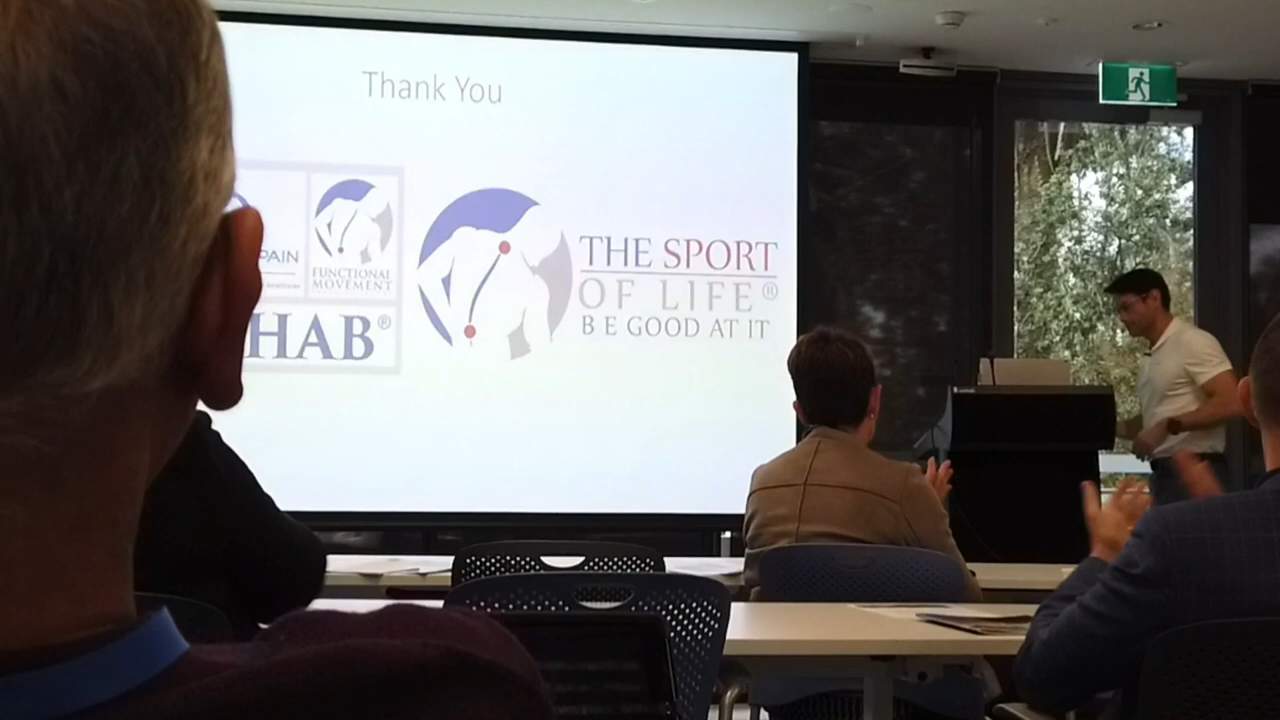 Thank You
PAIN
FUNCTIONAL
MOVEMENT
HAB®
THE SPORT
OF LIFE®
BE GOOD AT IT